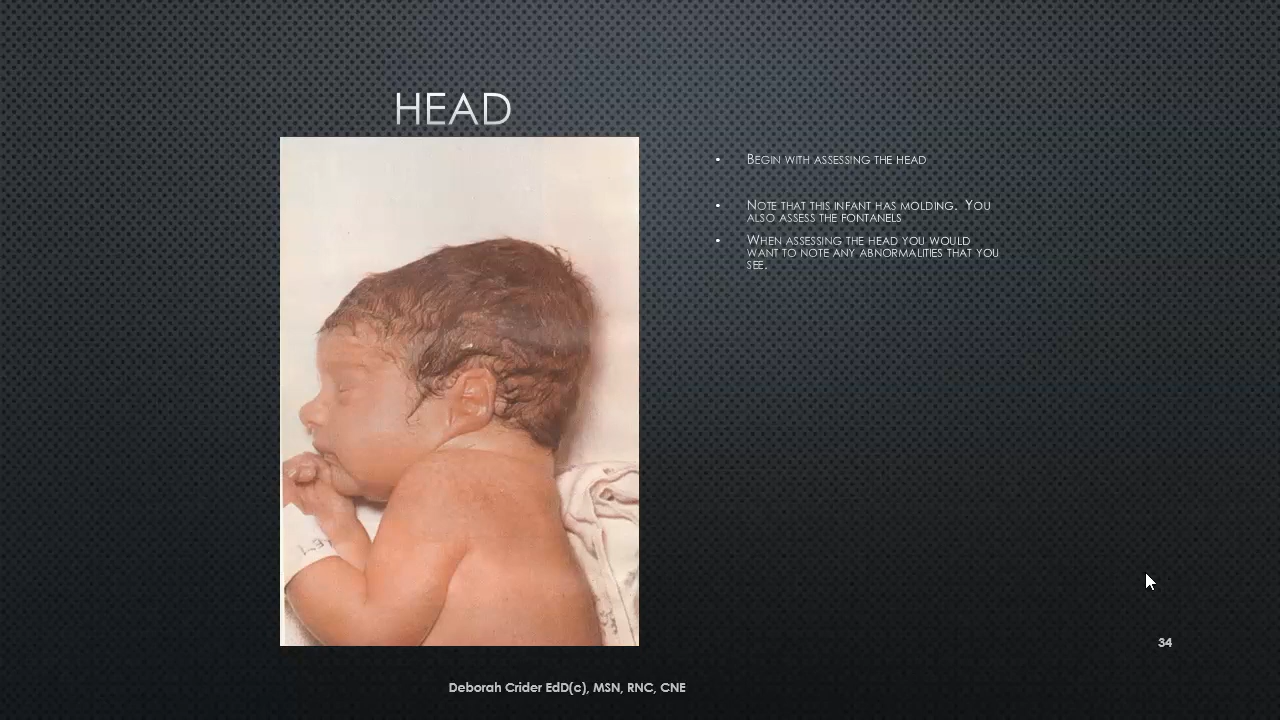 HEAD
• Begin with assessing the head
• Note that this infant has molding. You
also assess the fontanels
• When assessing the head you would
want to note any abnormalities that you
see.
34
Deborah Crider EdD(c), MSN, RNC, CNE